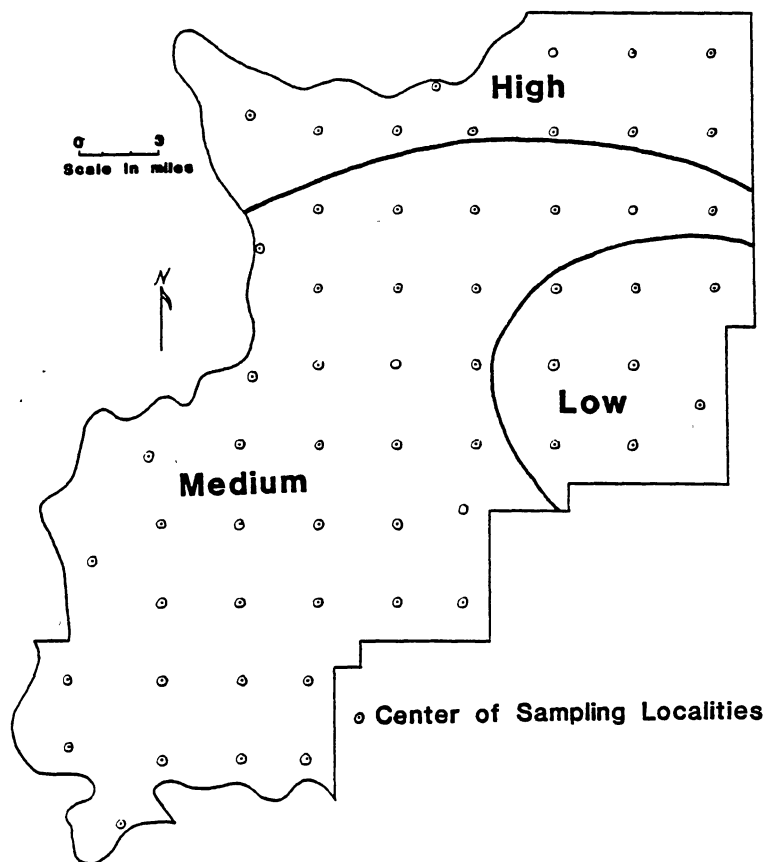 High
0 3
Scale in miles
N
Low
Medium
Center of Sampling Localities